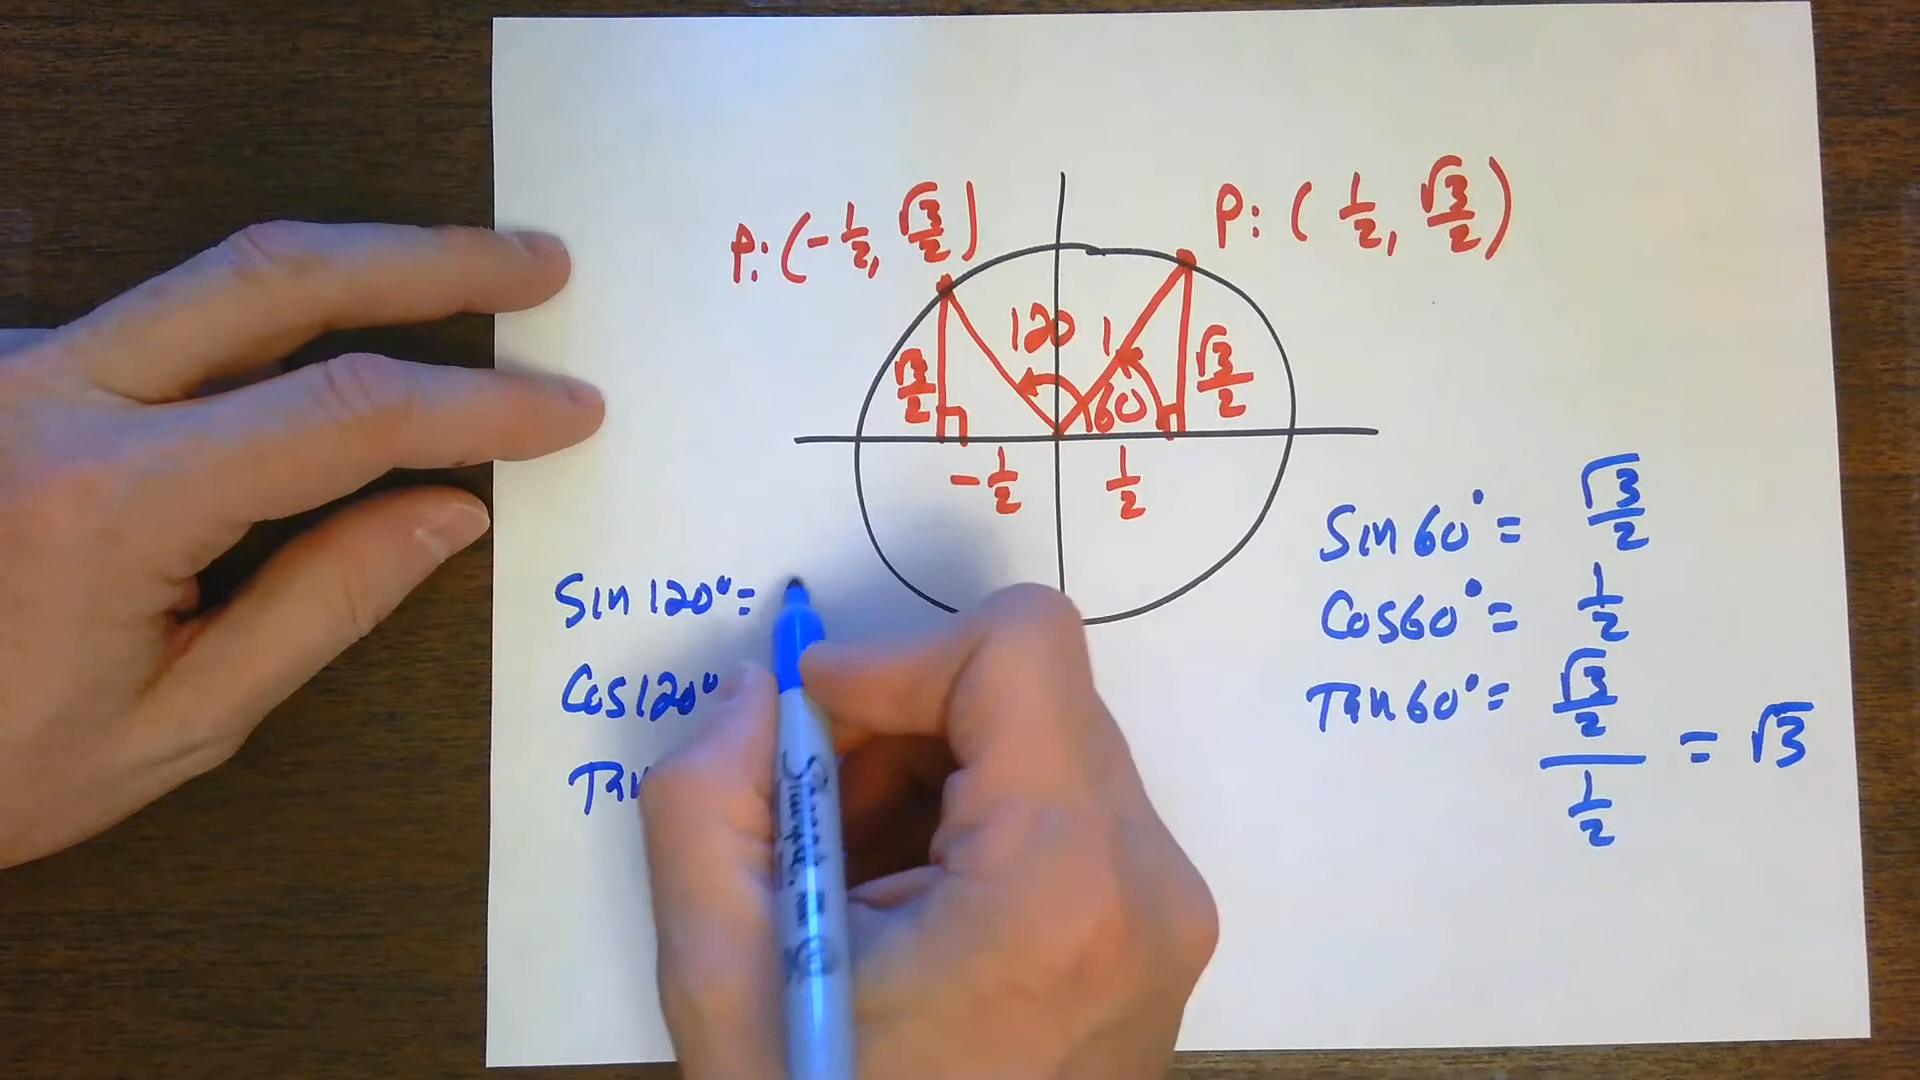 P: (-1/2, √3/2)
P: (1/2, √3/2)
120
1
60
√3/2
√3/2
-1/2
1/2
Sin 60° = √3/2
Cos 60° = 1/2
Tan 60° = (√3/2)/(1/2) = √3
Sin 120° =
Cos 120°